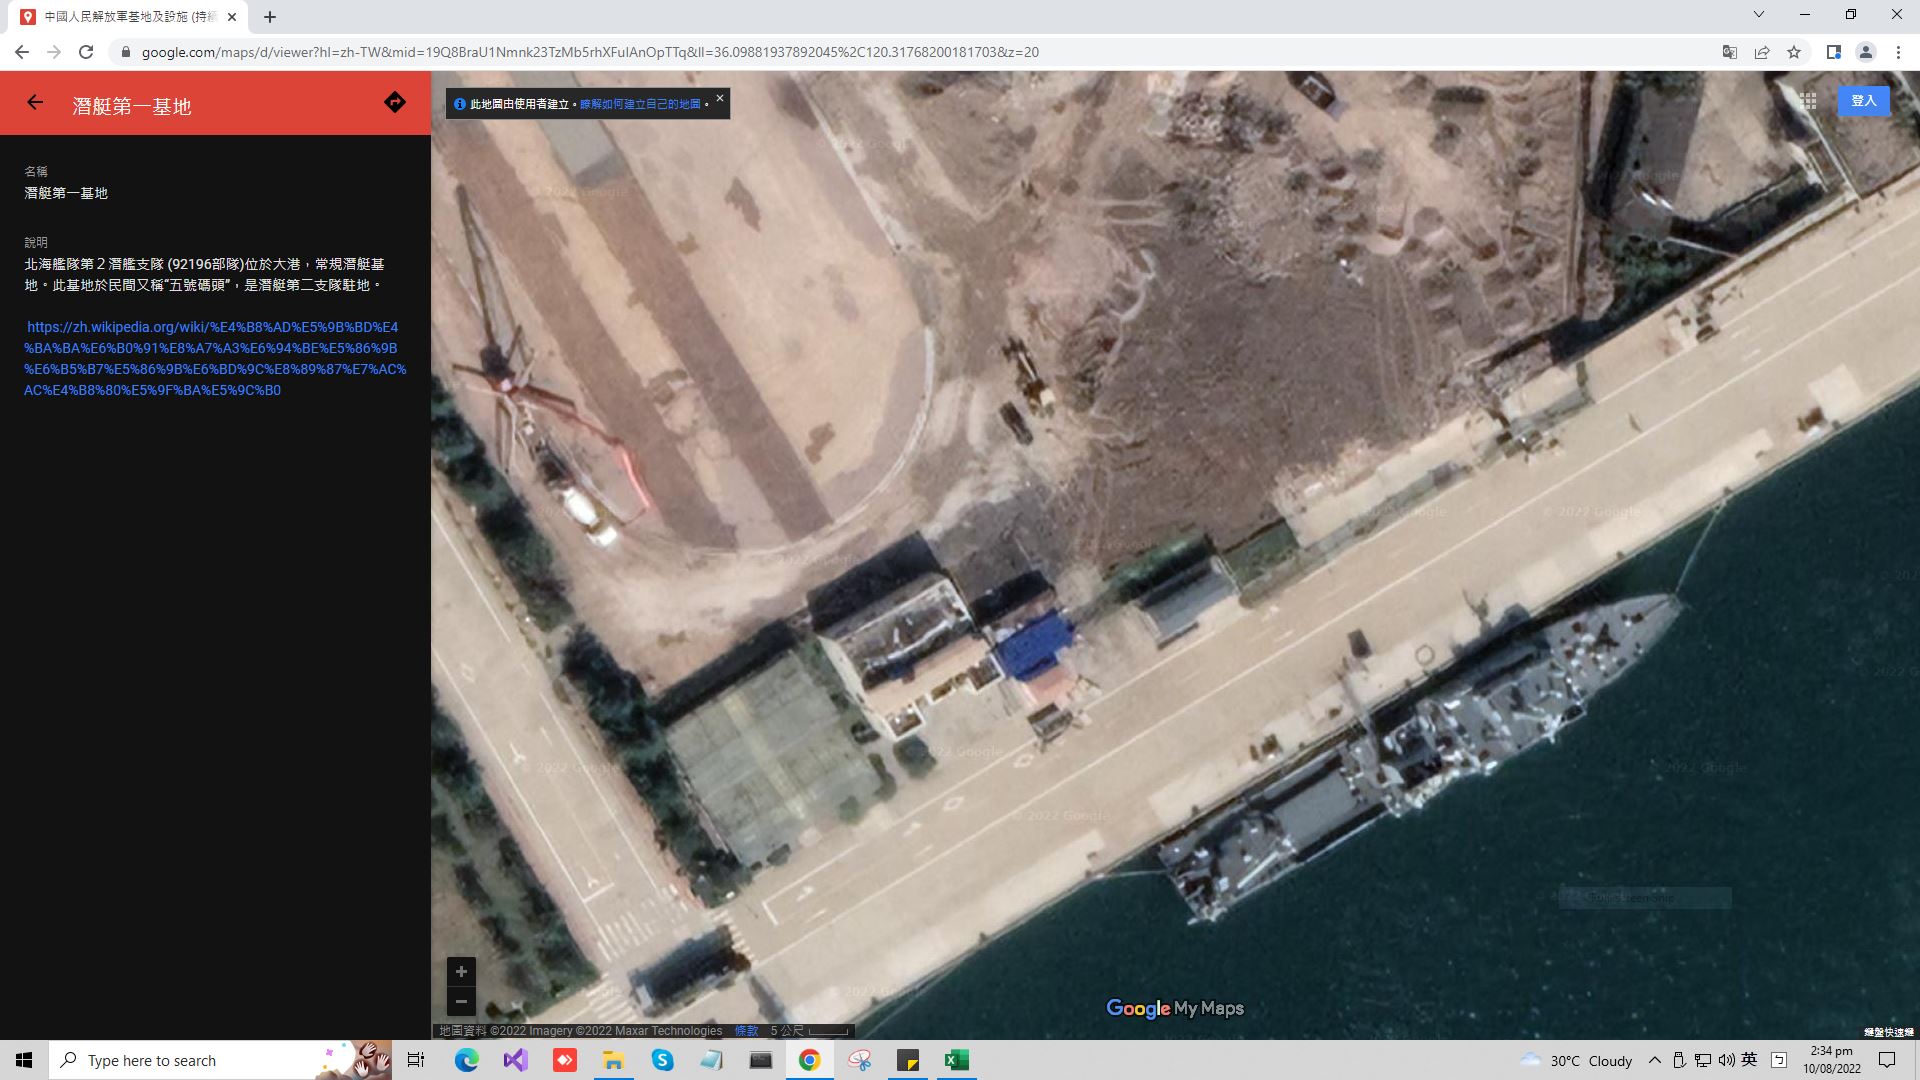 中國人民解放軍基地及設施 (持續
google.com/maps/d/viewer?hl=zh-TW&mid=19Q8BraU1Nmnk23TzMb5rhXFulAnOpTTq&ll=36.09881937892045%2C120.31768200181703&z=20
潛艇第一基地
此地圖由使用者建立。瞭解如何建立自己的地圖。
登入
名稱
潛艇第一基地
說明
北海艦隊第２潛艦支隊 (92196部隊)位於大港，常規潛艇基
地。此基地於民間又稱“五號碼頭”，是潛艇第二支隊駐地。
https://zh.wikipedia.org/wiki/%E4%B8%AD%E5%9B%BD%E4
%BA%BA%E6%B0%91%E8%A7%A3%E6%94%BE%E5%86%9B
%E6%B5%B7%E5%86%9B%E6%BD%9C%E8%89%87%E7%AC%
AC%E4%B8%80%E5%9F%BA%E5%9C%B0
Google My Maps
地圖資料 ©2022 Imagery ©2022 Maxar Technologies 條款 5 公尺
鍵盤快速鍵
Type here to search
30°C Cloudy
英
2:34 pm
10/08/2022